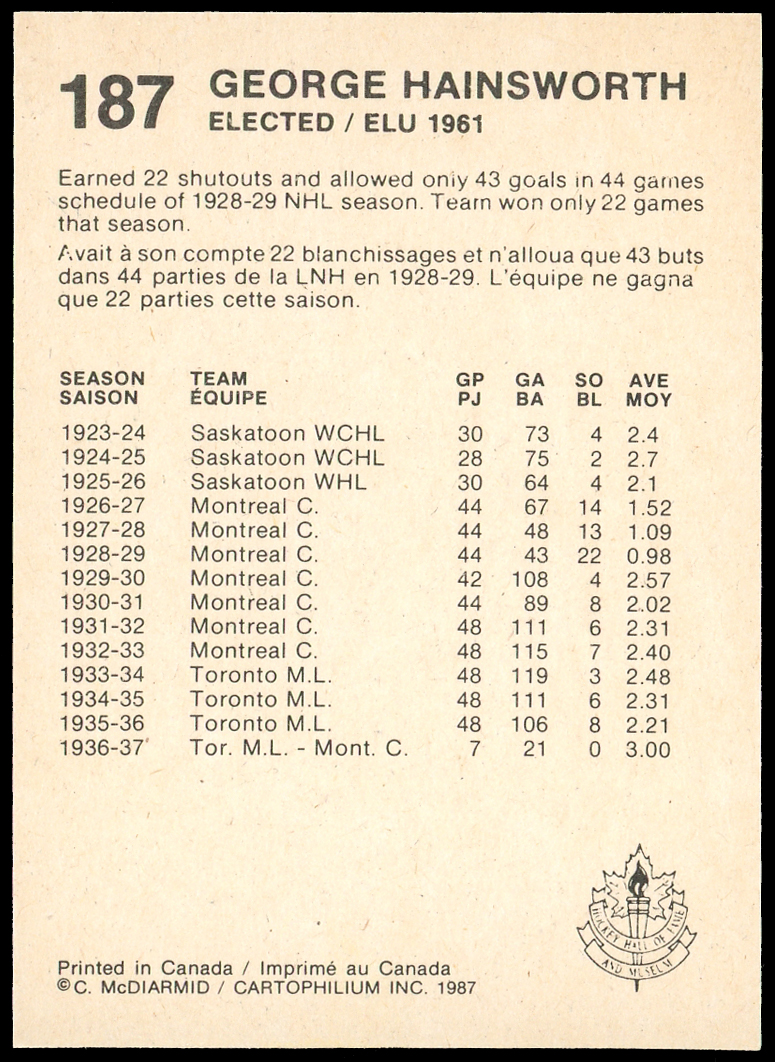 187 GEORGE HAINSWORTH
ELECTED / ELU 1961
Earned 22 shutouts and allowed only 43 goals in 44 games
schedule of 1928-29 NHL season. Team won only 22 games
that season.
Avait à son compte 22 blanchissages et n'alloua que 43 buts
dans 44 parties de la LNH en 1928-29. L'équipe ne gagna
que 22 parties cette saison.
SEASON TEAM GP GA SO AVE
SAISON ÉQUIPE PJ BA BL MOY
1923-24 Saskatoon WCHL 30 73 4 2.4
1924-25 Saskatoon WCHL 28 75 2 2.7
1925-26 Saskatoon WHL 30 64 4 2.1
1926-27 Montreal C. 44 67 14 1.52
1927-28 Montreal C. 44 48 13 1.09
1928-29 Montreal C. 44 43 22 0.98
1929-30 Montreal C. 42 108 4 2.57
1930-31 Montreal C. 44 89 8 2.02
1931-32 Montreal C. 48 111 6 2.31
1932-33 Montreal C. 48 115 7 2.40
1933-34 Toronto M.L. 48 119 3 2.48
1934-35 Toronto M.L. 48 111 6 2.31
1935-36 Toronto M.L. 48 106 8 2.21
1936-37 Tor. M.L. - Mont. C. 7 21 0 3.00
HOCKEY HALL OF FAME
AND MUSEUM
Printed in Canada / Imprimé au Canada
©C. McDIARMID / CARTOPHILIUM INC. 1987